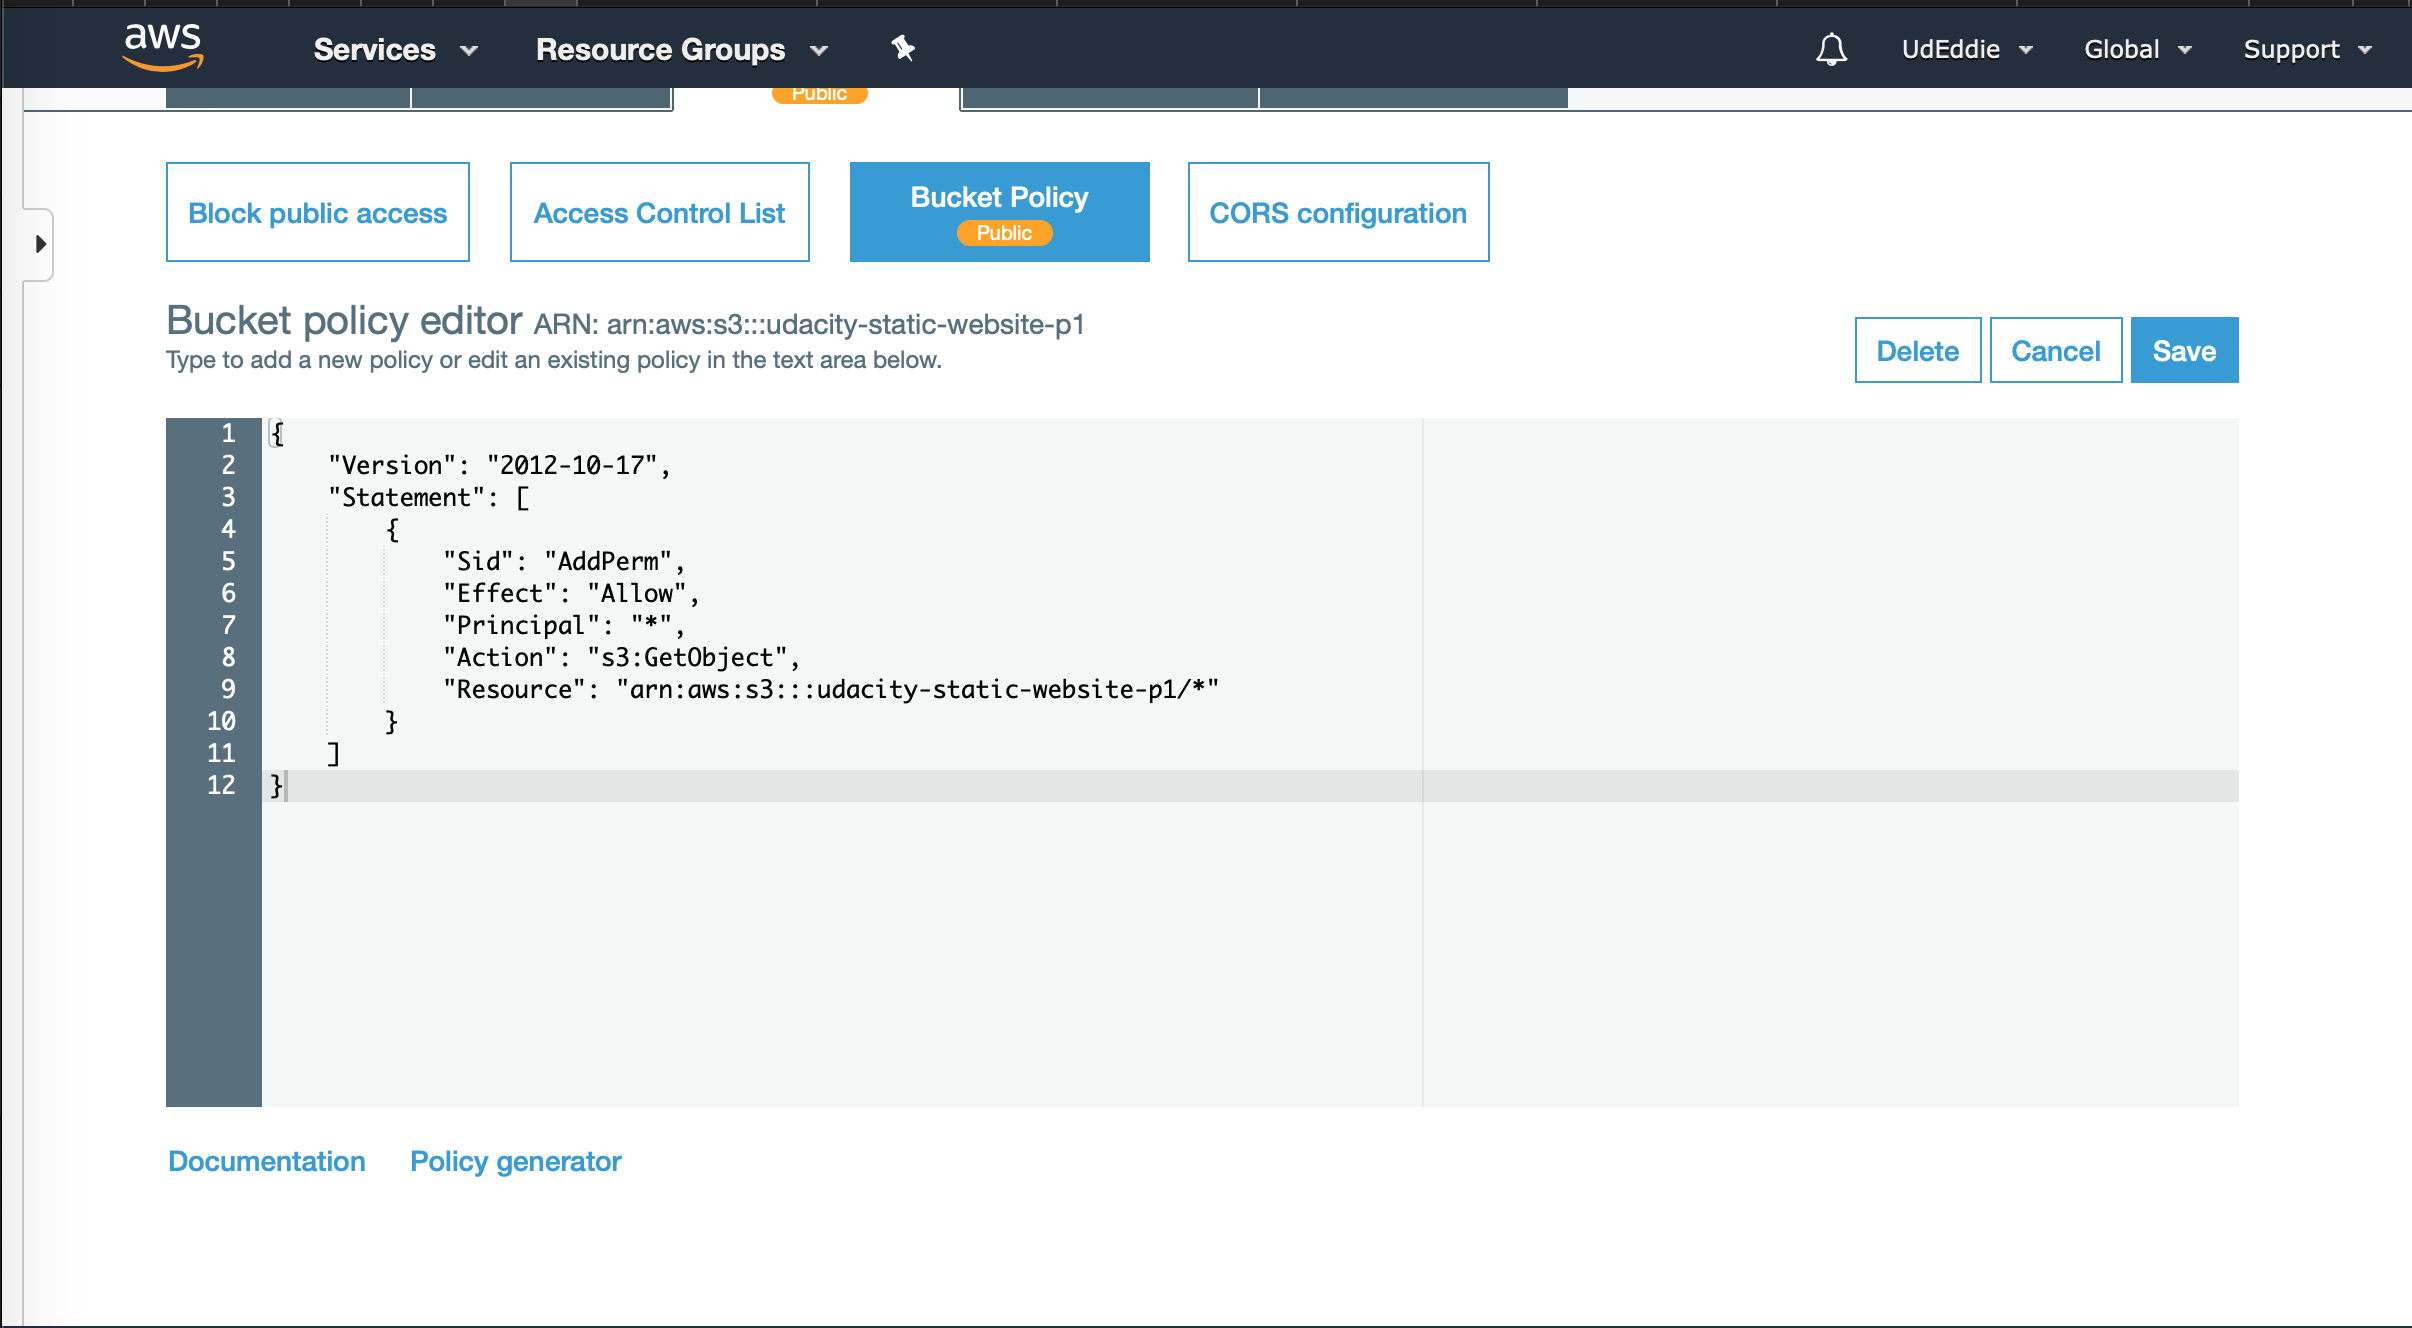 aws Services Resource Groups UdEddie Global Support
Public
Block public access Access Control List Bucket Policy CORS configuration
Public
Bucket policy editor ARN: arn:aws:s3:::udacity-static-website-p1
Type to add a new policy or edit an existing policy in the text area below.
Delete Cancel Save
1 {
2     "Version": "2012-10-17",
3     "Statement": [
4         {
5             "Sid": "AddPerm",
6             "Effect": "Allow",
7             "Principal": "*",
8             "Action": "s3:GetObject",
9             "Resource": "arn:aws:s3:::udacity-static-website-p1/*"
10         }
11     ]
12 }
Documentation Policy generator